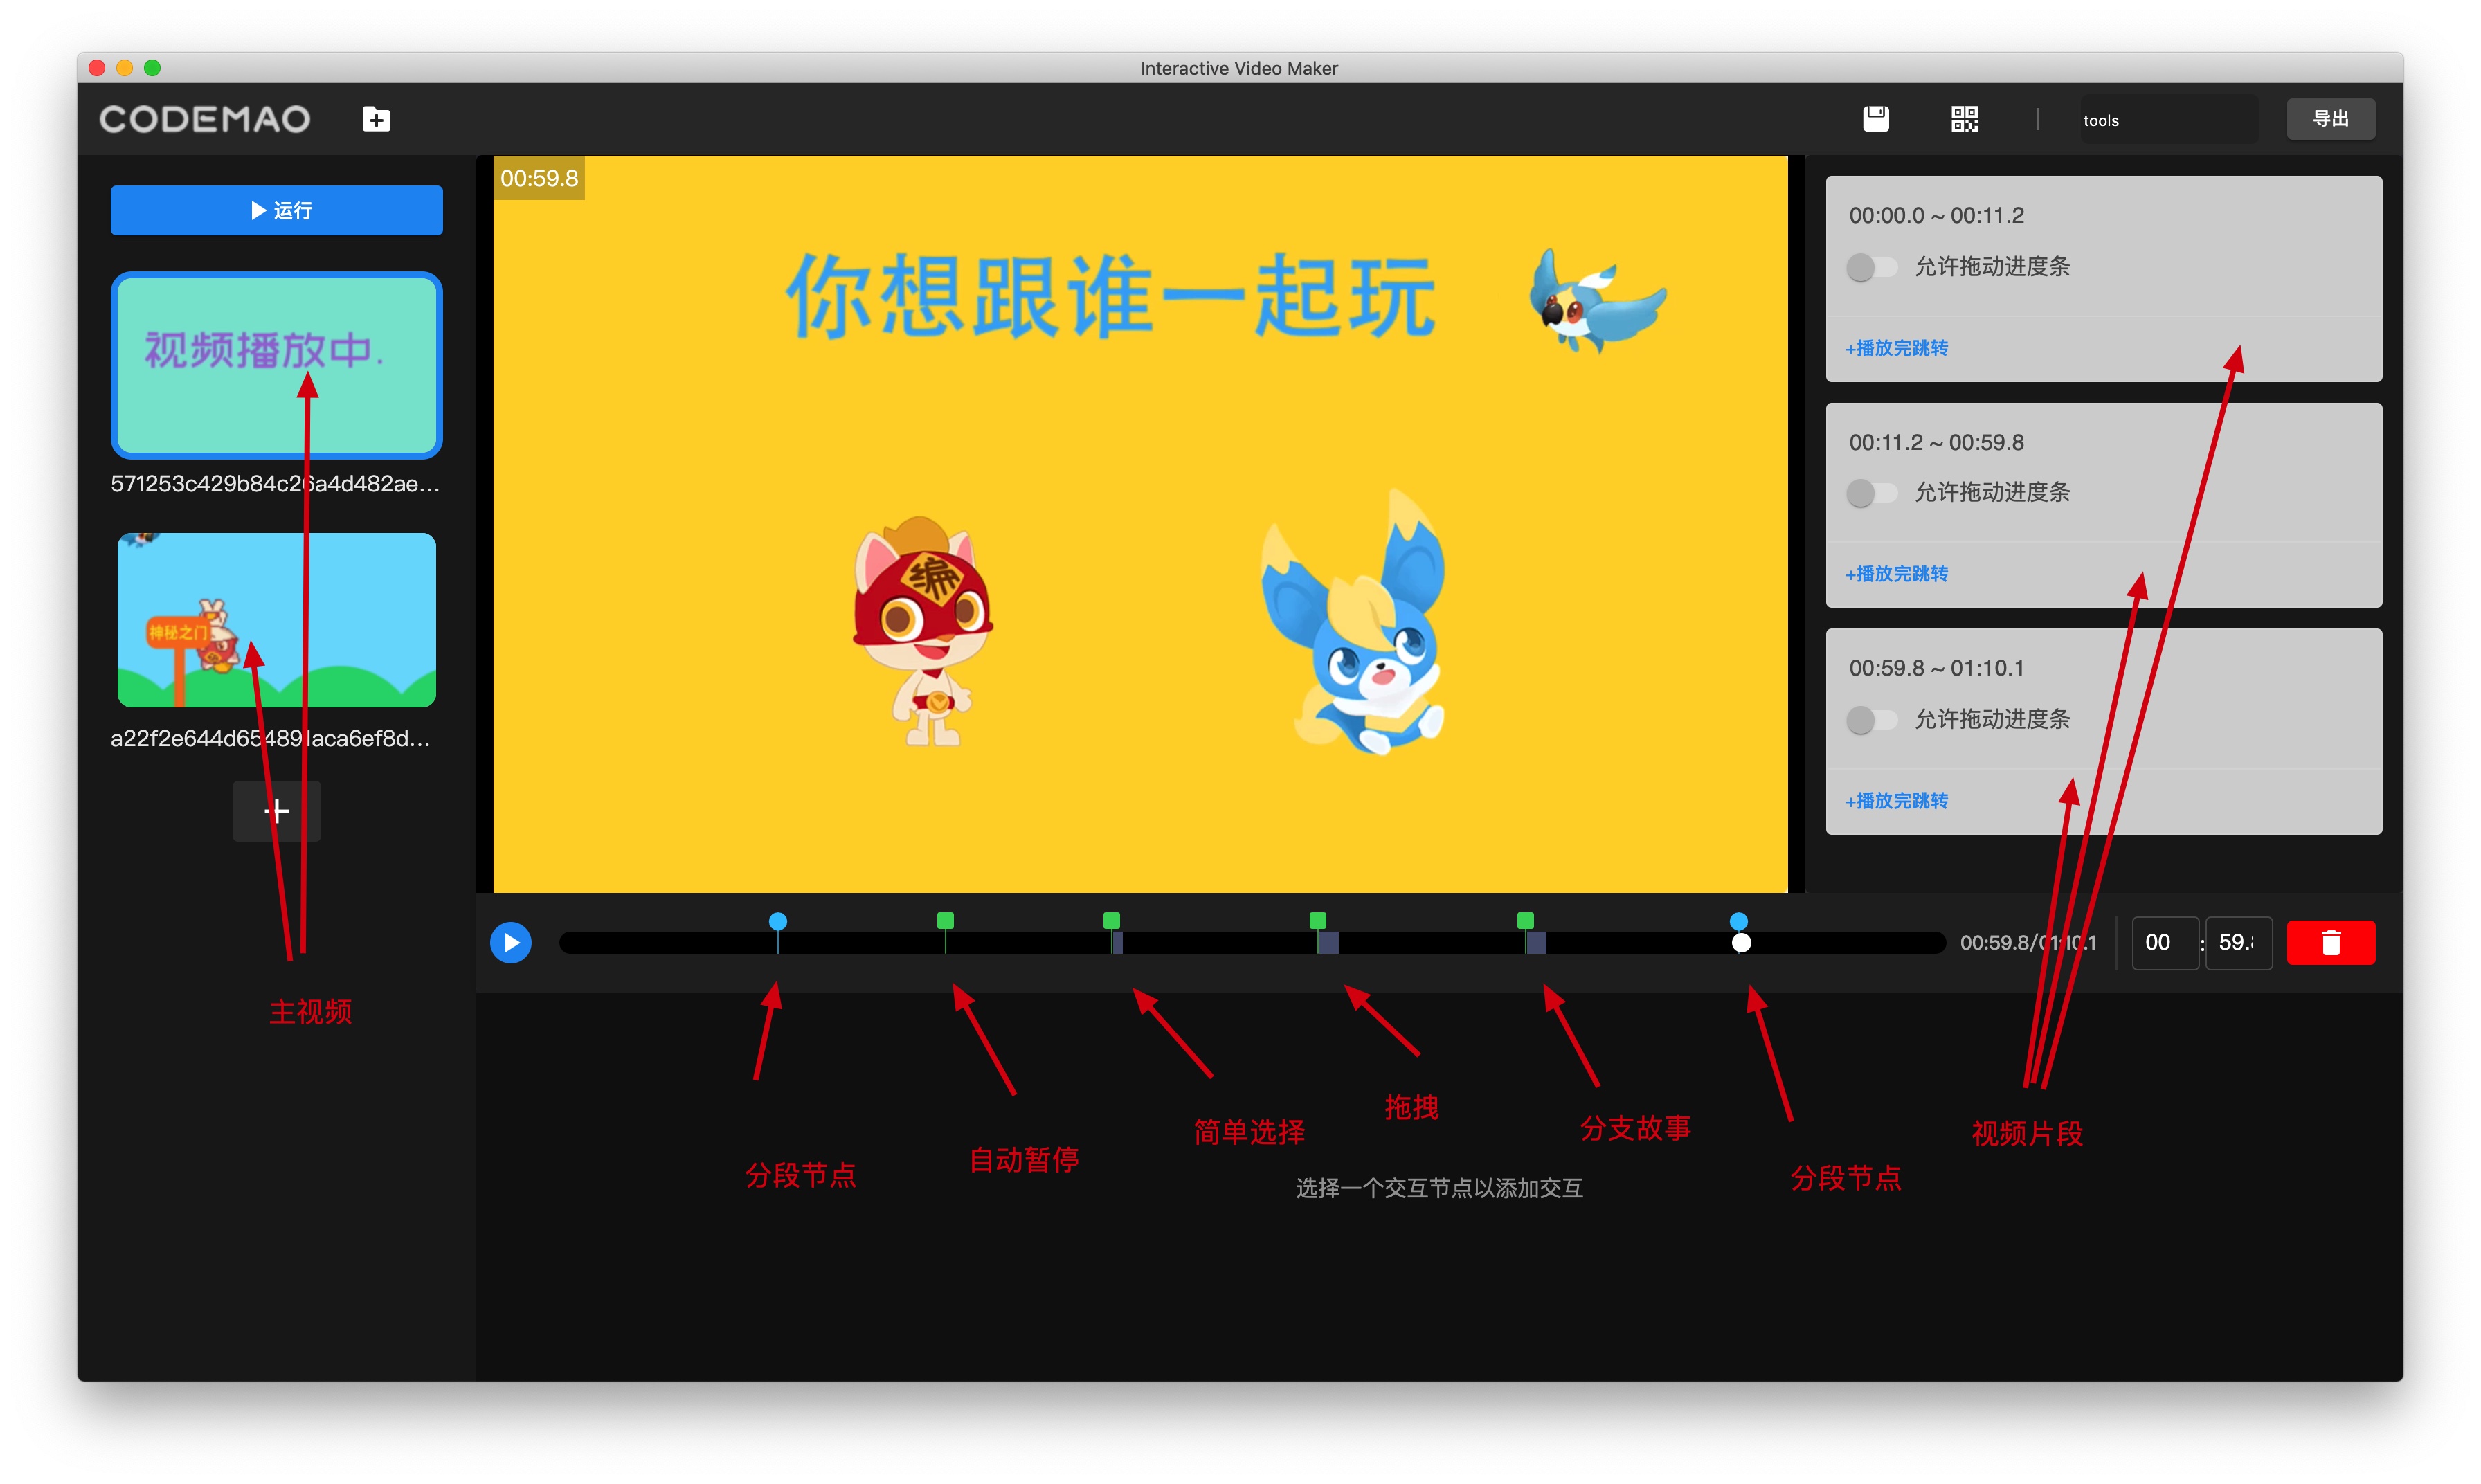 Interactive Video Maker
CODEMAO
tools
导出
运行
视频播放中.
571253c429b84c26a4d482ae...
神秘之门
a22f2e644d654891aca6ef8d...
主视频
00:59.8
你想跟谁一起玩
编
00:00.0 ~ 00:11.2
允许拖动进度条
+播放完跳转
00:11.2 ~ 00:59.8
允许拖动进度条
+播放完跳转
00:59.8 ~ 01:10.1
允许拖动进度条
+播放完跳转
00:59.8/01:10.1
00 : 59.
分段节点
自动暂停
简单选择
拖拽
分支故事
分段节点
视频片段
选择一个交互节点以添加交互